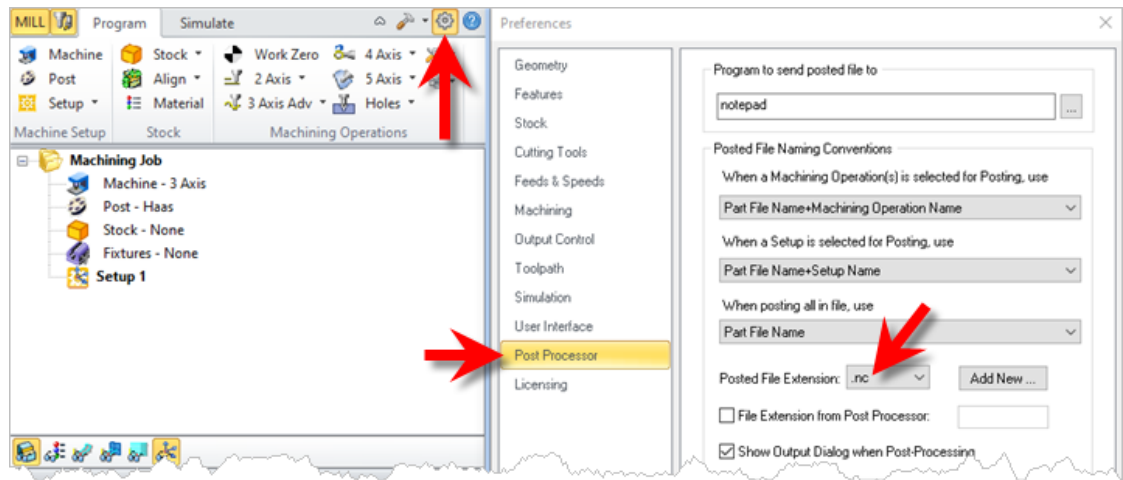 MILL Program Simulate
Machine Stock Work Zero 4 Axis
Post Align 2 Axis 5 Axis
Setup Material 3 Axis Adv Holes
Machine Setup Stock Machining Operations
Machining Job
Machine - 3 Axis
Post - Haas
Stock - None
Fixtures - None
Setup 1
Preferences
Geometry
Features
Stock
Cutting Tools
Feeds & Speeds
Machining
Output Control
Toolpath
Simulation
User Interface
Post Processor
Licensing
Program to send posted file to
notepad
...
Posted File Naming Conventions
When a Machining Operation(s) is selected for Posting, use
Part File Name+Machining Operation Name
When a Setup is selected for Posting, use
Part File Name+Setup Name
When posting all in file, use
Part File Name
Posted File Extension: .nc Add New ...
File Extension from Post Processor:
Show Output Dialog when Post-Processing